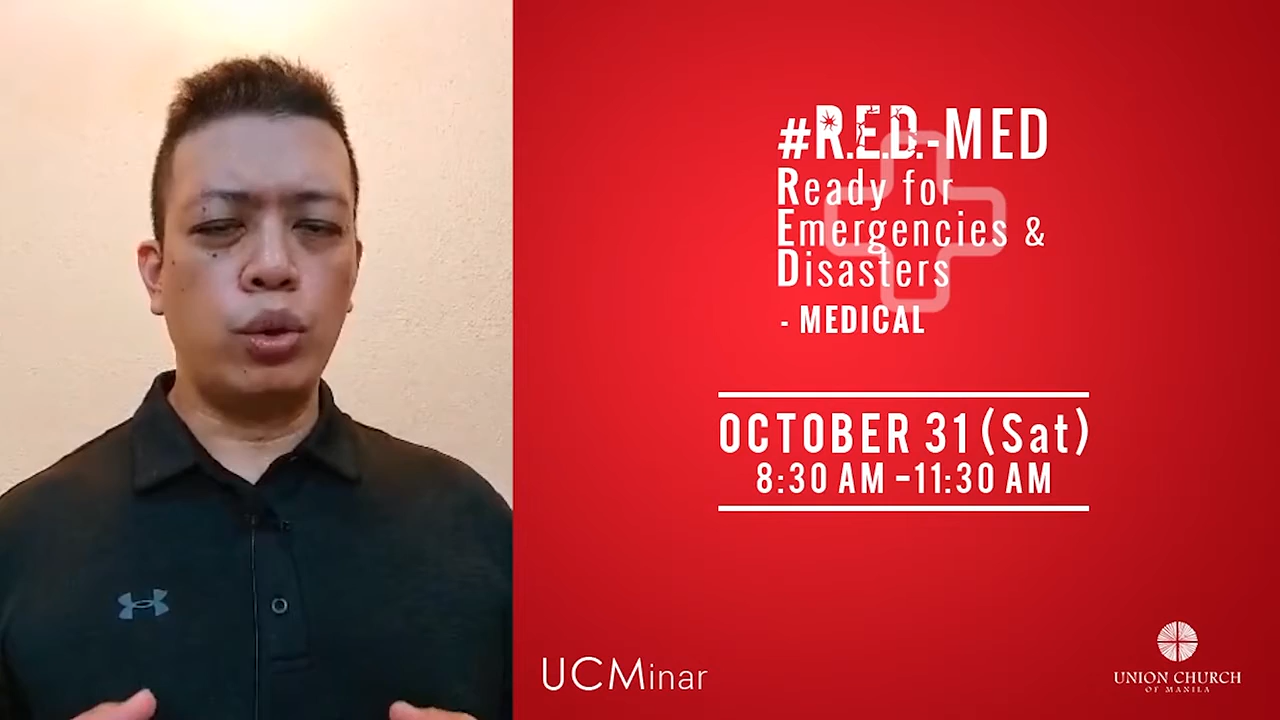 #R.E.D.-MED
Ready for
Emergencies &
Disasters
- MEDICAL
OCTOBER 31 (Sat)
8:30 AM -11:30 AM
UCMinar
UNION CHURCH
OF MANILA